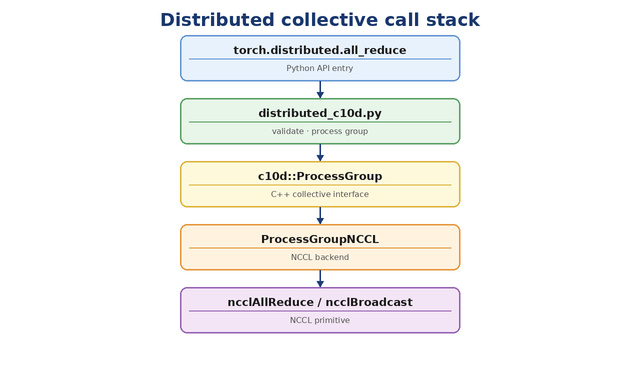 Distributed collective call stack
torch.distributed.all_reduce
Python API entry
distributed_c10d.py
validate · process group
c10d::ProcessGroup
C++ collective interface
ProcessGroupNCCL
NCCL backend
ncclAllReduce / ncclBroadcast
NCCL primitive